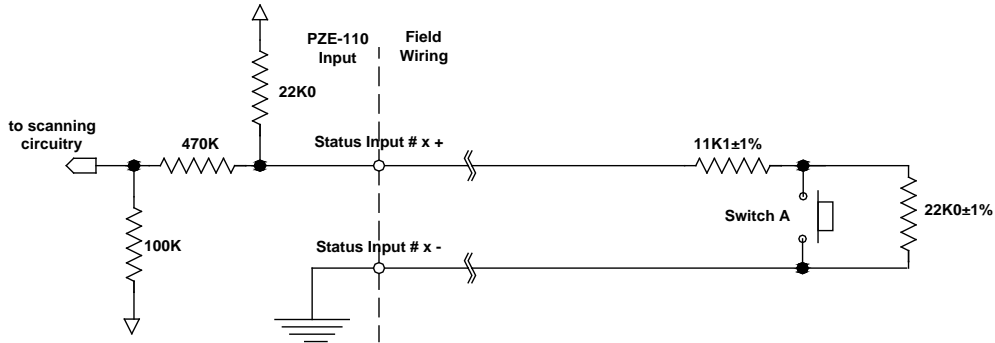 PZE-110
Input
Field
Wiring
22K0
to scanning
circuitry
470K
Status Input # x +
11K1±1%
Switch A
22K0±1%
100K
Status Input # x -